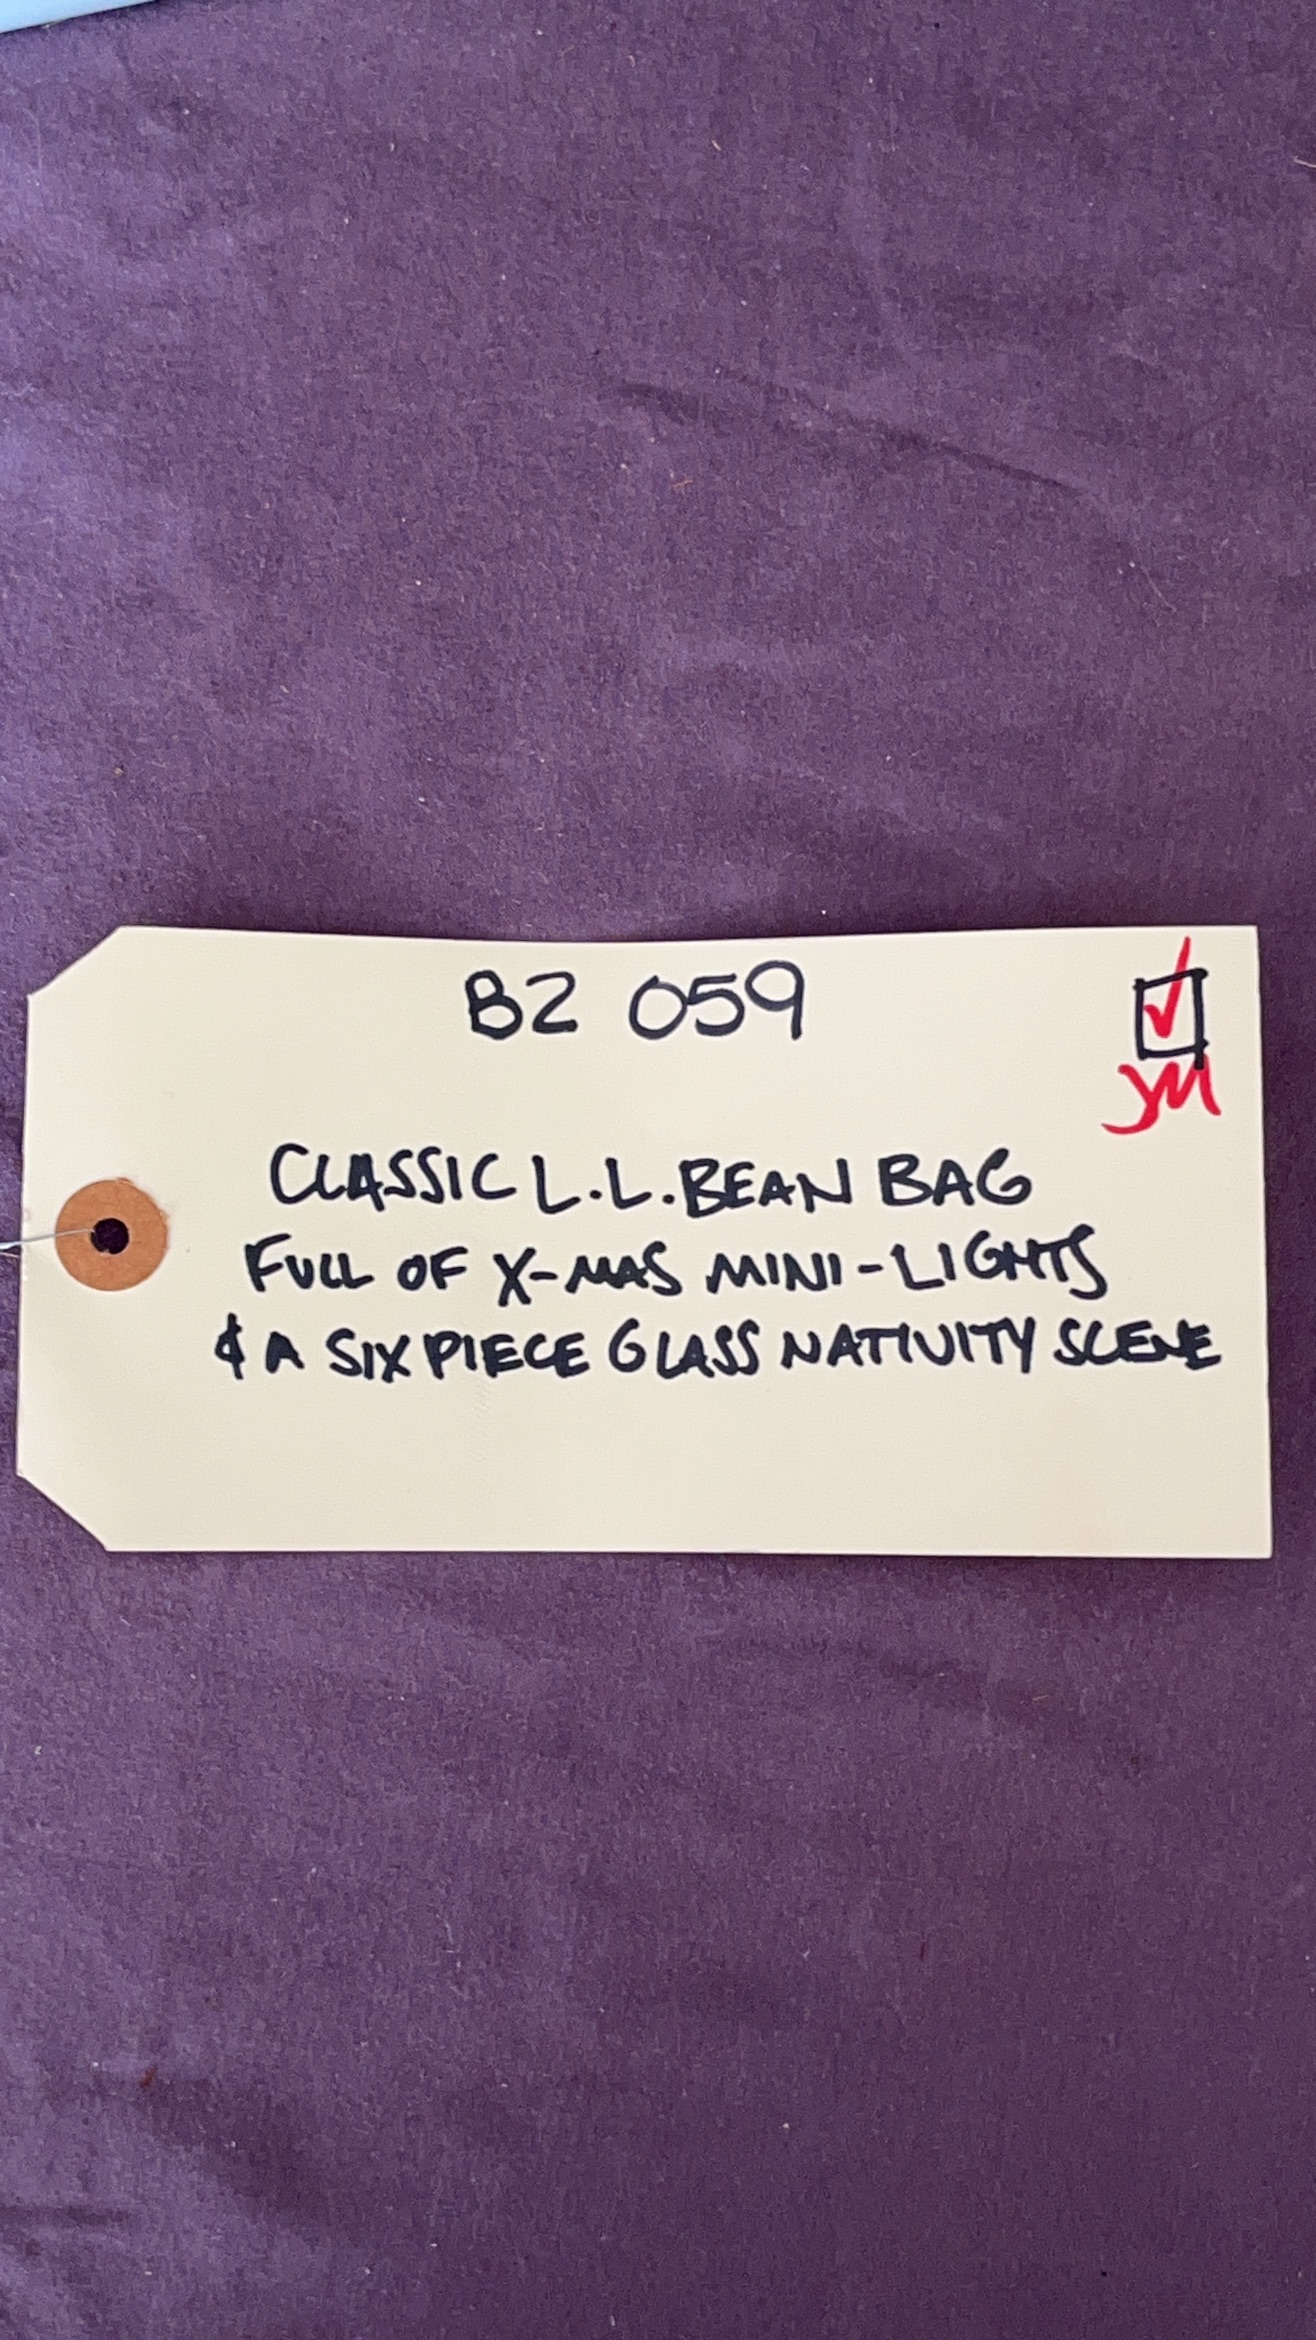 B2 059
✓
JM
CLASSIC L.L.BEAN BAG
FULL OF X-MAS MINI-LIGHTS
& A SIX PIECE GLASS NATIVITY SCENE